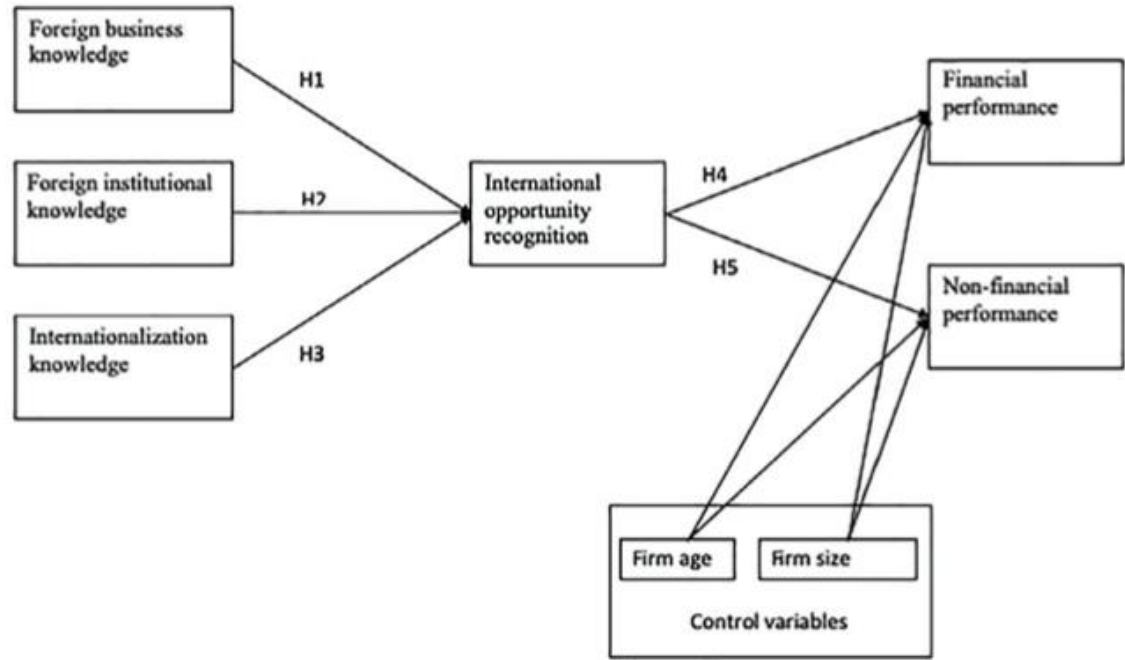 Foreign business
knowledge
H1
Foreign institutional
knowledge
H2
Internationalization
knowledge
H3
International
opportunity
recognition
H4
H5
Financial
performance
Non-financial
performance
Firm age
Firm size
Control variables